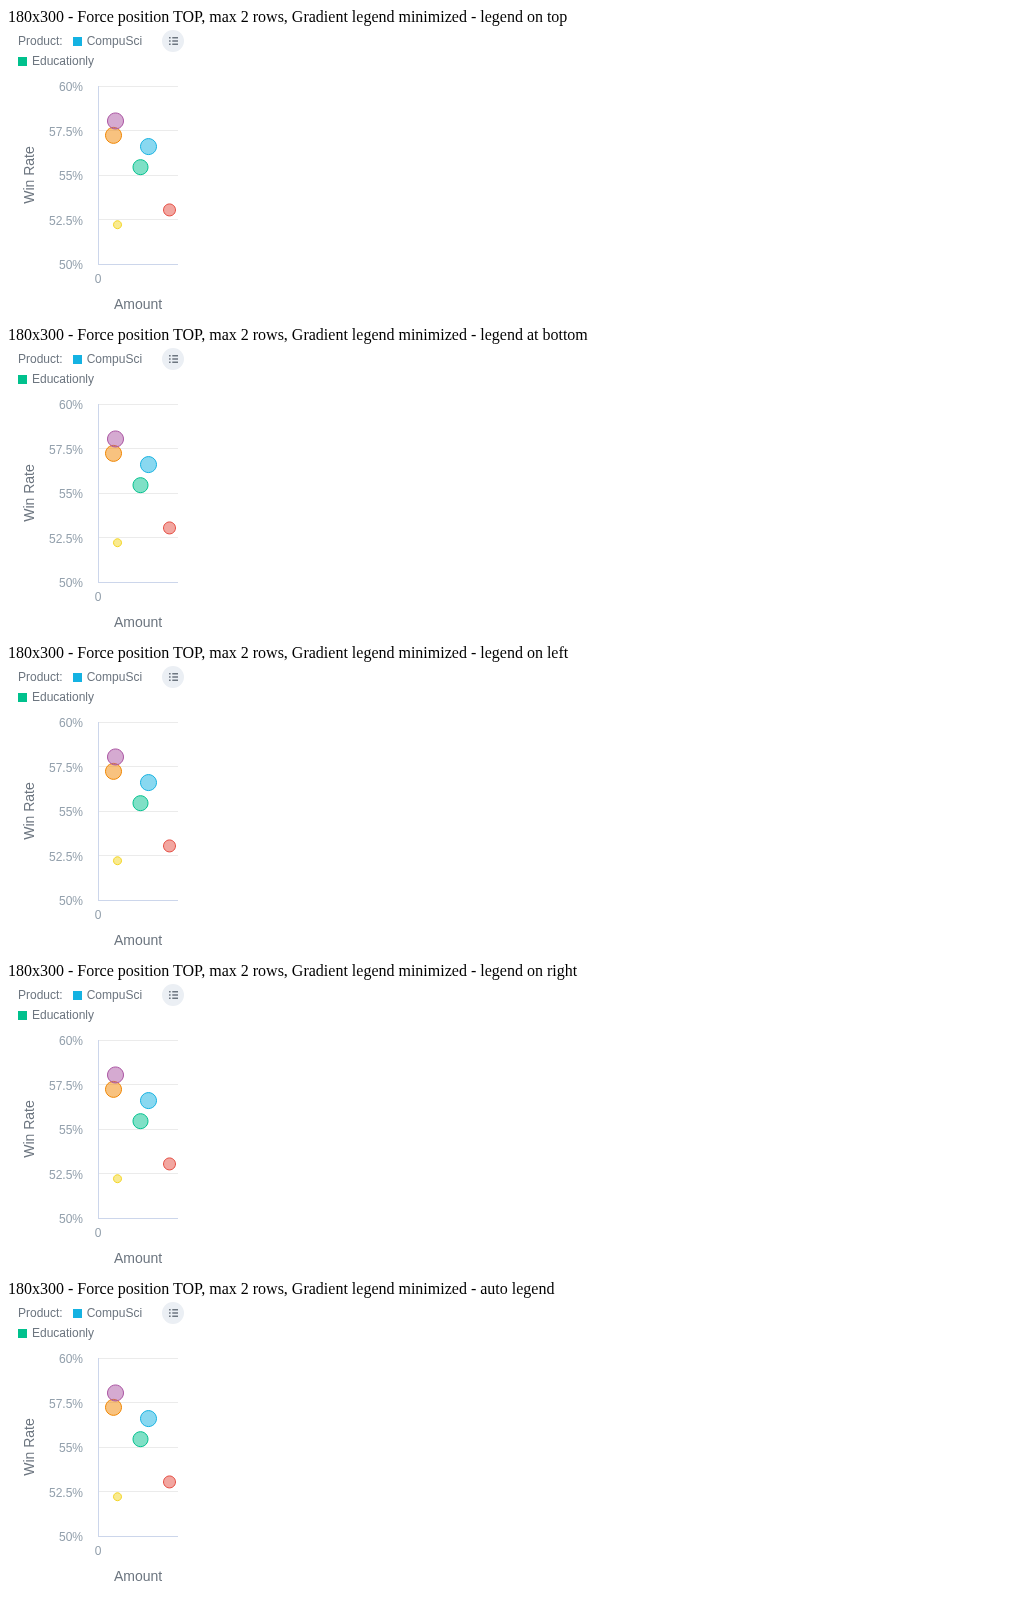 180x300 - Force position TOP, max 2 rows, Gradient legend minimized - legend on top
Product: CompuSci
Educationly
60%
57.5%
55%
52.5%
50%
Win Rate
0
Amount
180x300 - Force position TOP, max 2 rows, Gradient legend minimized - legend at bottom
Product: CompuSci
Educationly
60%
57.5%
55%
52.5%
50%
Win Rate
0
Amount
180x300 - Force position TOP, max 2 rows, Gradient legend minimized - legend on left
Product: CompuSci
Educationly
60%
57.5%
55%
52.5%
50%
Win Rate
0
Amount
180x300 - Force position TOP, max 2 rows, Gradient legend minimized - legend on right
Product: CompuSci
Educationly
60%
57.5%
55%
52.5%
50%
Win Rate
0
Amount
180x300 - Force position TOP, max 2 rows, Gradient legend minimized - auto legend
Product: CompuSci
Educationly
60%
57.5%
55%
52.5%
50%
Win Rate
0
Amount